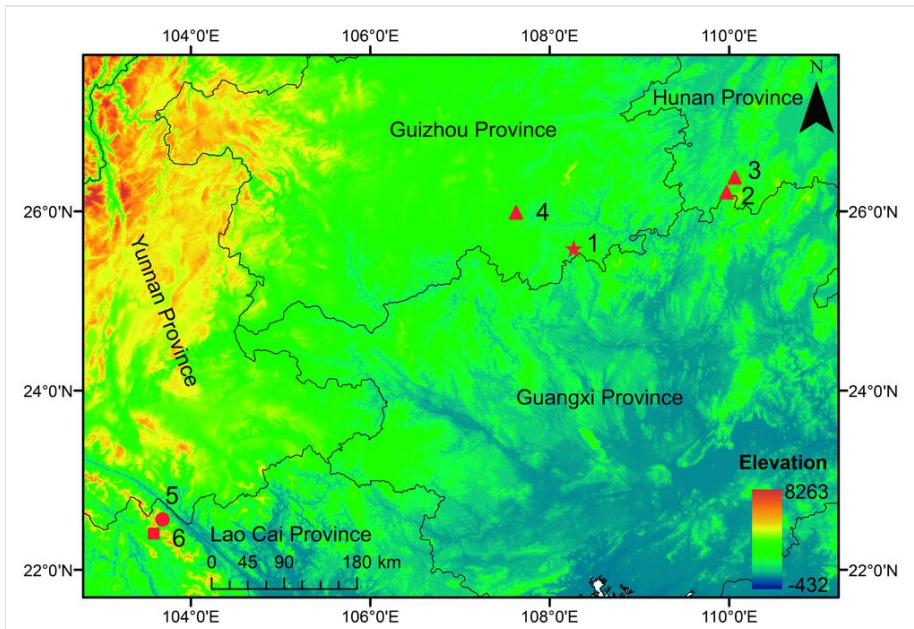 104°0'E 106°0'E 108°0'E 110°0'E
N
Hunan Province
Guizhou Province
3
2
26°0'N 26°0'N
4
1
Yunnan Province
24°0'N 24°0'N
Guangxi Province
Elevation
8263
-432
5
6
Lao Cai Province
0 45 90 180 km
22°0'N 22°0'N
104°0'E 106°0'E 108°0'E 110°0'E